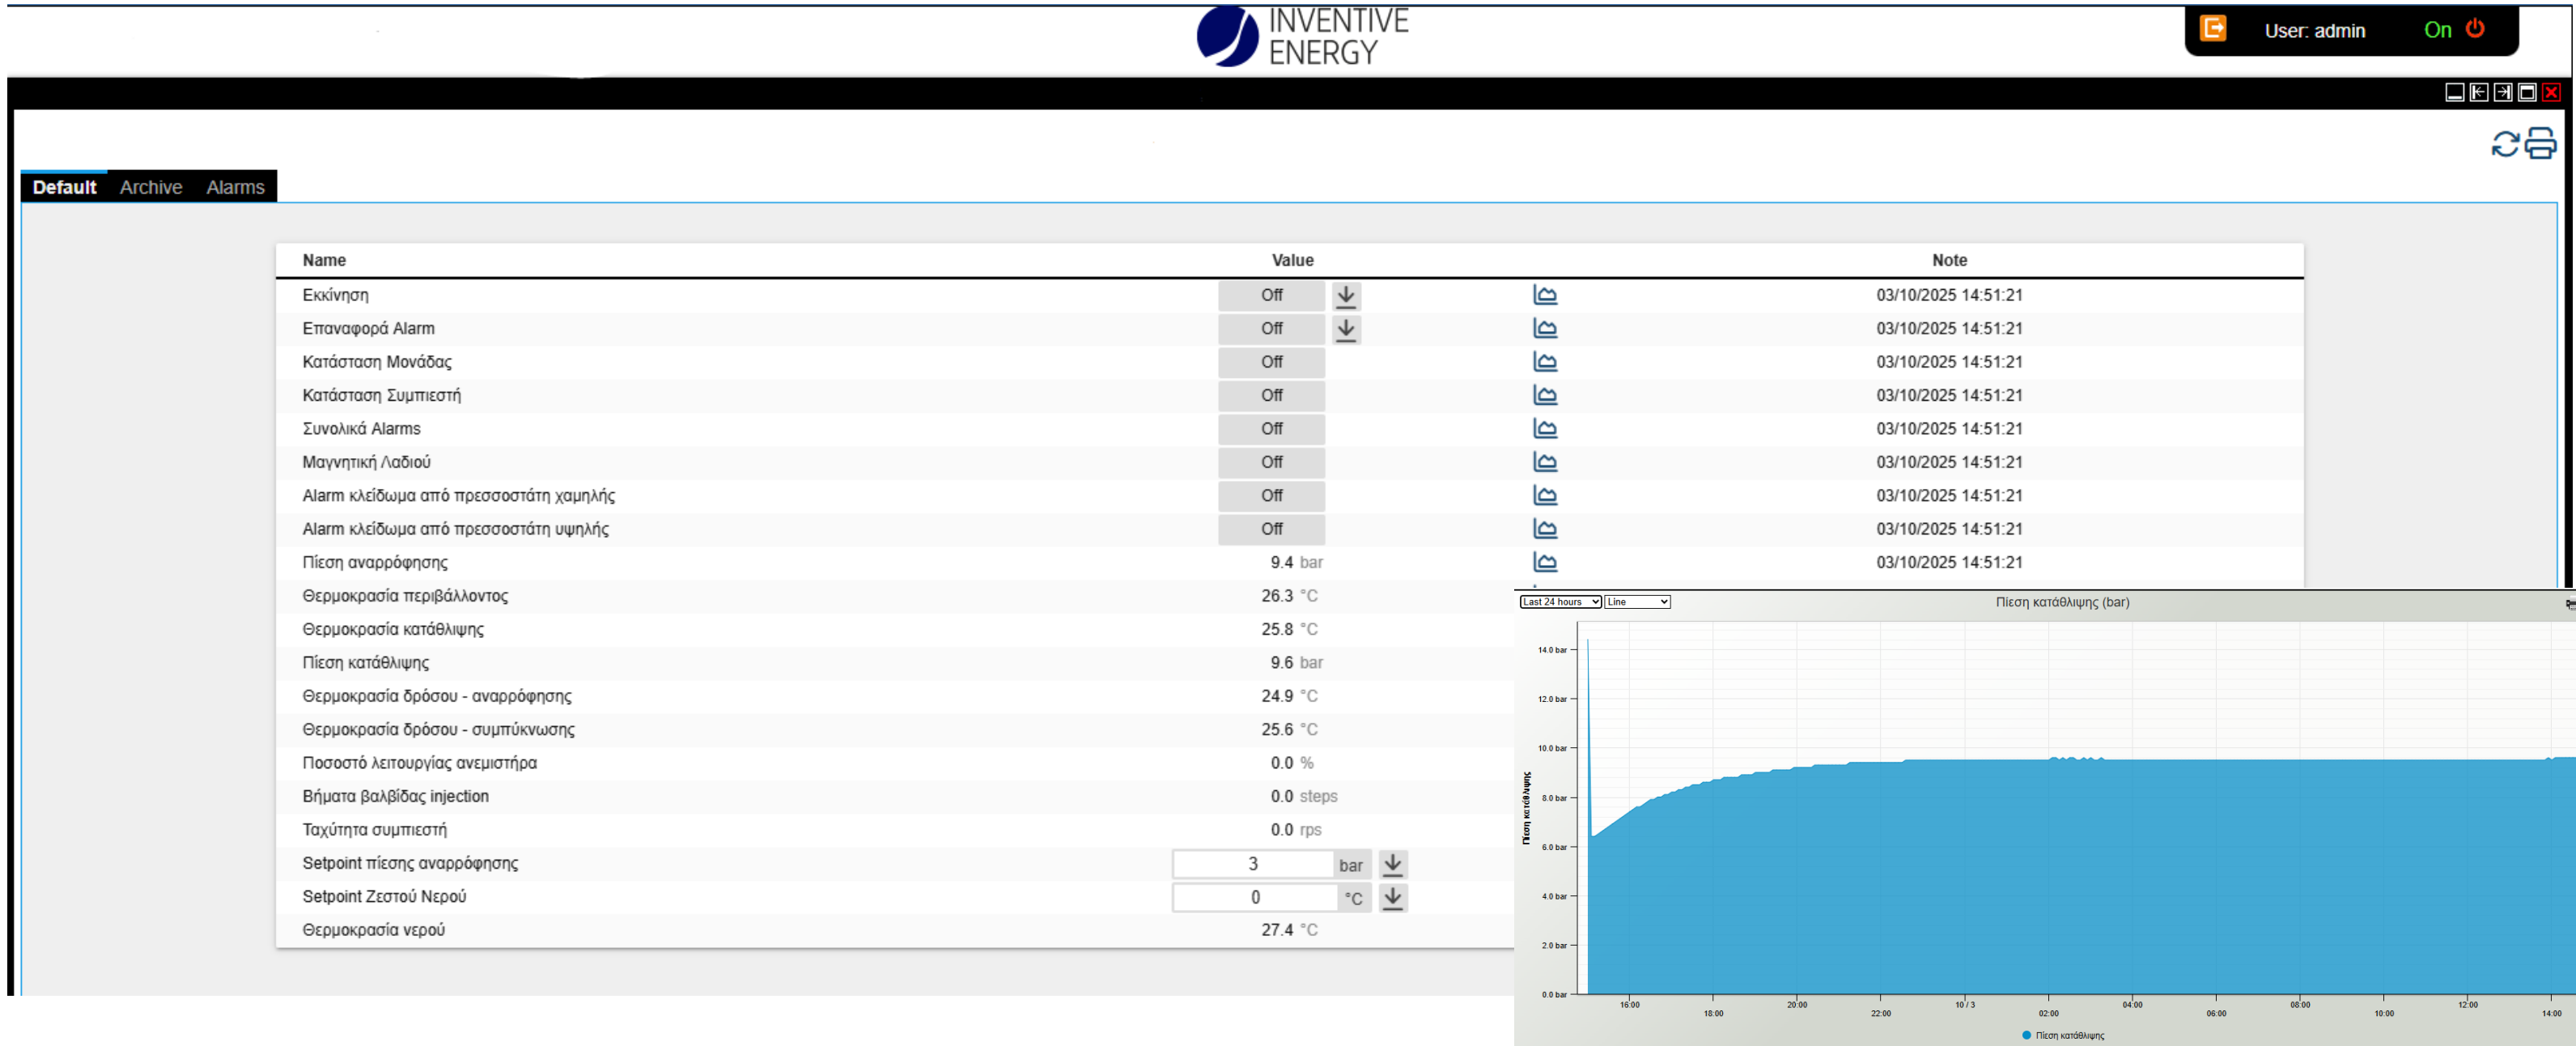 INVENTIVE
ENERGY
User: admin On
Default Archive Alarms
Name Value Note
Εκκίνηση Off 03/10/2025 14:51:21
Επαναφορά Alarm Off 03/10/2025 14:51:21
Κατάσταση Μονάδας Off 03/10/2025 14:51:21
Κατάσταση Συμπιεστή Off 03/10/2025 14:51:21
Συνολικά Alarms Off 03/10/2025 14:51:21
Μαγνητική Λαδιού Off 03/10/2025 14:51:21
Alarm κλείδωμα από πρεσσοστάτη χαμηλής Off 03/10/2025 14:51:21
Alarm κλείδωμα από πρεσσοστάτη υψηλής Off 03/10/2025 14:51:21
Πίεση αναρρόφησης 9.4 bar 03/10/2025 14:51:21
Θερμοκρασία περιβάλλοντος 26.3 °C
Θερμοκρασία κατάθλιψης 25.8 °C
Πίεση κατάθλιψης 9.6 bar
Θερμοκρασία δρόσου - αναρρόφησης 24.9 °C
Θερμοκρασία δρόσου - συμπύκνωσης 25.6 °C
Ποσοστό λειτουργίας ανεμιστήρα 0.0 %
Βήματα βαλβίδας injection 0.0 steps
Ταχύτητα συμπιεστή 0.0 rps
Setpoint πίεσης αναρρόφησης 3 bar
Setpoint Ζεστού Νερού 0 °C
Θερμοκρασία νερού 27.4 °C
Last 24 hours Line Πίεση κατάθλιψης (bar)
14.0 bar
12.0 bar
10.0 bar
8.0 bar
6.0 bar
4.0 bar
2.0 bar
0.0 bar
Πίεση κατάθλιψης
16:00 18:00 20:00 22:00 10 / 3 02:00 04:00 06:00 08:00 10:00 12:00 14:00
Πίεση κατάθλιψης